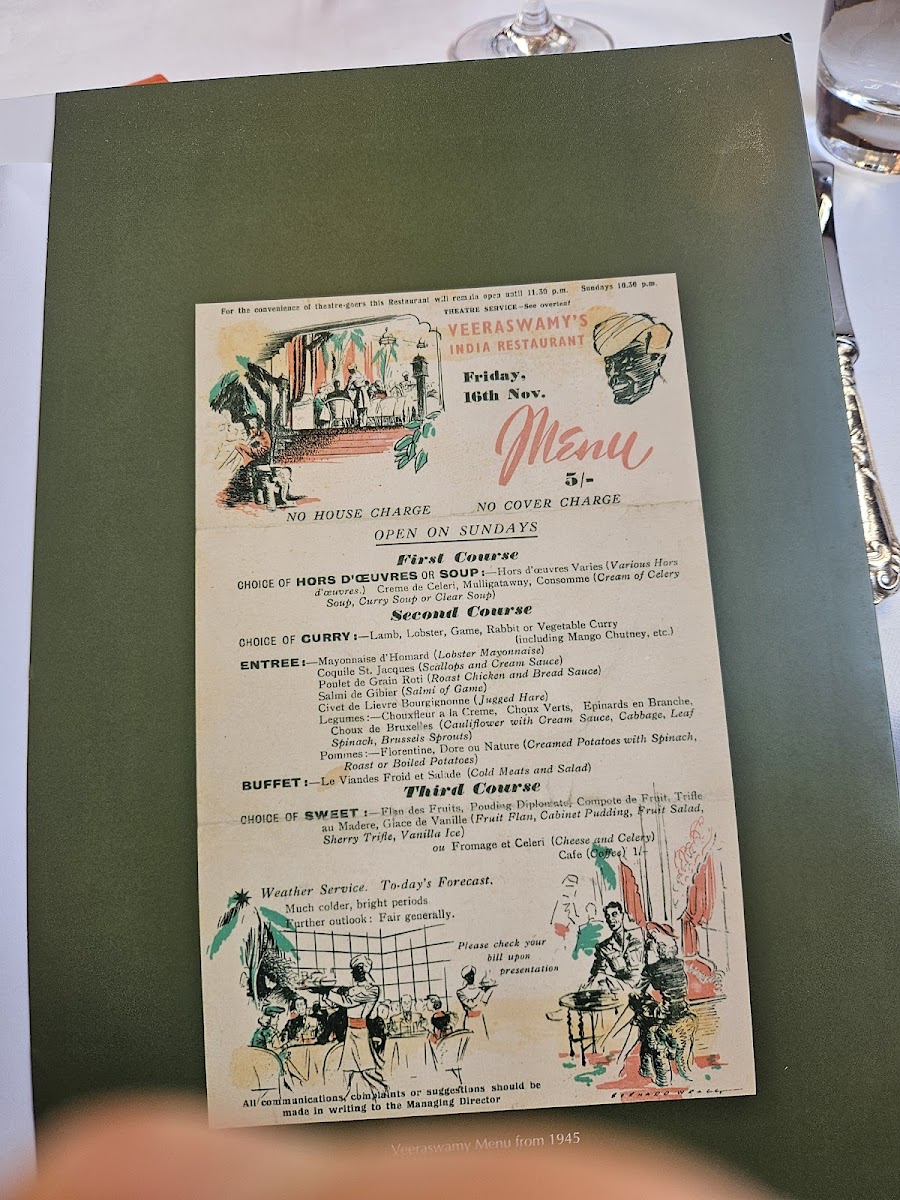 For the convenience of theatre-goers this Restaurant will remain open until 11.30 p.m. Sundays 10.30 p.m.
THEATRE SERVICE—See overleaf
VEERASWAMY'S
INDIA RESTAURANT
Friday,
16th Nov.
Menu
5/-
NO HOUSE CHARGE NO COVER CHARGE
OPEN ON SUNDAYS
First Course
CHOICE OF HORS D'ŒUVRES OR SOUP:—Hors d'œuvres Varies (Various Hors
d'œuvres.) Creme de Celeri, Mulligatawny, Consomme (Cream of Celery
Soup, Curry Soup or Clear Soup)
Second Course
CHOICE OF CURRY:—Lamb, Lobster, Game, Rabbit or Vegetable Curry
(including Mango Chutney, etc.)
ENTREE:—Mayonnaise d'Homard (Lobster Mayonnaise)
Coquile St. Jacques (Scallops and Cream Sauce)
Poulet de Grain Roti (Roast Chicken and Bread Sauce)
Salmi de Gibier (Salmi of Game)
Civet de Lievre Bourgignonne (Jugged Hare)
Legumes:—Chouxfleur a la Creme, Choux Verts, Epinards en Branche,
Choux de Bruxelles (Cauliflower with Cream Sauce, Cabbage, Leaf
Spinach, Brussels Sprouts)
Pommes:—Florentine, Dore ou Nature (Creamed Potatoes with Spinach,
Roast or Boiled Potatoes)
BUFFET:—Le Viandes Froid et Salade (Cold Meats and Salad)
Third Course
CHOICE OF SWEET:—Flan des Fruits, Pouding Diplomate, Compote de Fruit, Trifle
au Madere, Glace de Vanille (Fruit Flan, Cabinet Pudding, Fruit Salad,
Sherry Trifle, Vanilla Ice)
ou Fromage et Celeri (Cheese and Celery)
Cafe (Coffee) 1/-
Weather Service. To-day's Forecast.
Much colder, bright periods
Further outlook: Fair generally.
Please check your
bill upon
presentation
All communications, complaints or suggestions should be
made in writing to the Managing Director
Veeraswamy Menu from 1945